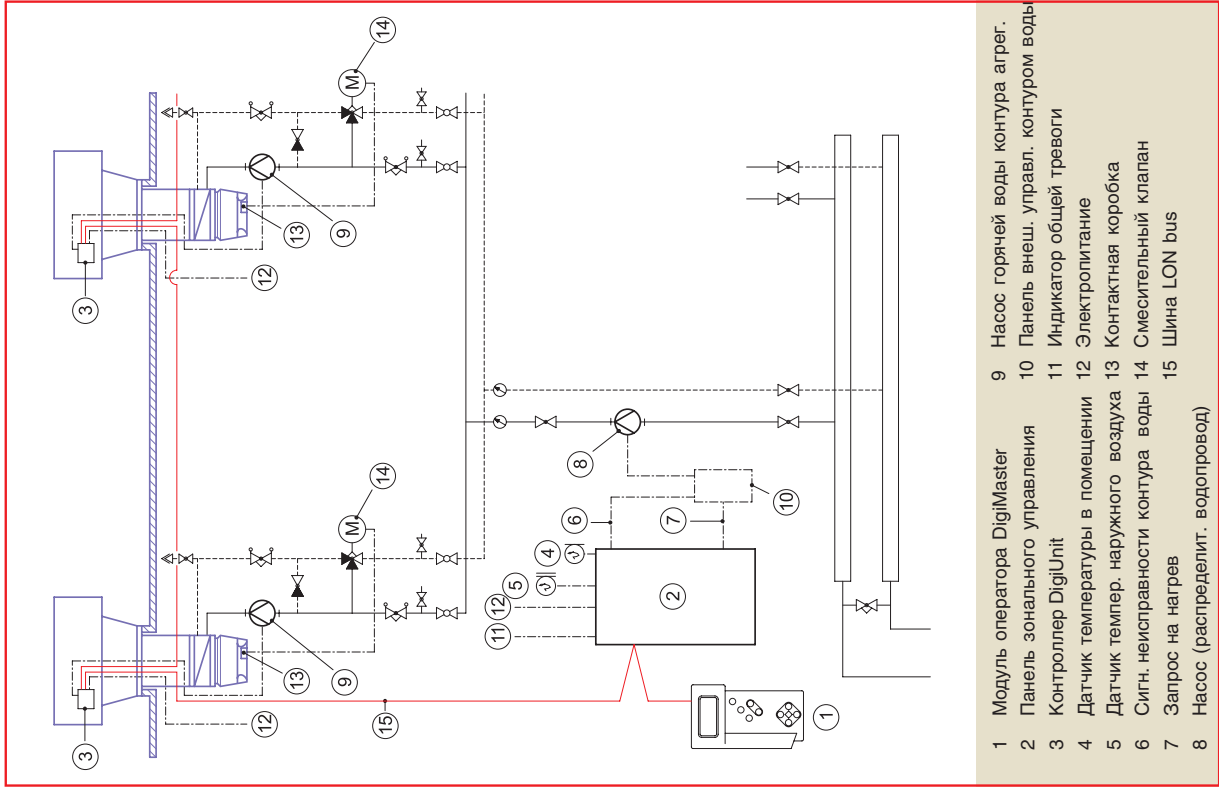 3
12
13
9
14
3
12
13
9
14
15
11
12
5
4
6
7
8
10
2
1
M
M
1 Модуль оператора DigiMaster
2 Панель зонального управления
3 Контроллер DigiUnit
4 Датчик температуры в помещении
5 Датчик темпер. наружного воздуха
6 Сигн. неисправности контура воды
7 Запрос на нагрев
8 Насос (распределит. водопровод)
9 Насос горячей воды контура агрег.
10 Панель внеш. управл. контуром воды
11 Индикатор общей тревоги
12 Электропитание
13 Контактная коробка
14 Смесительный клапан
15 Шина LON bus